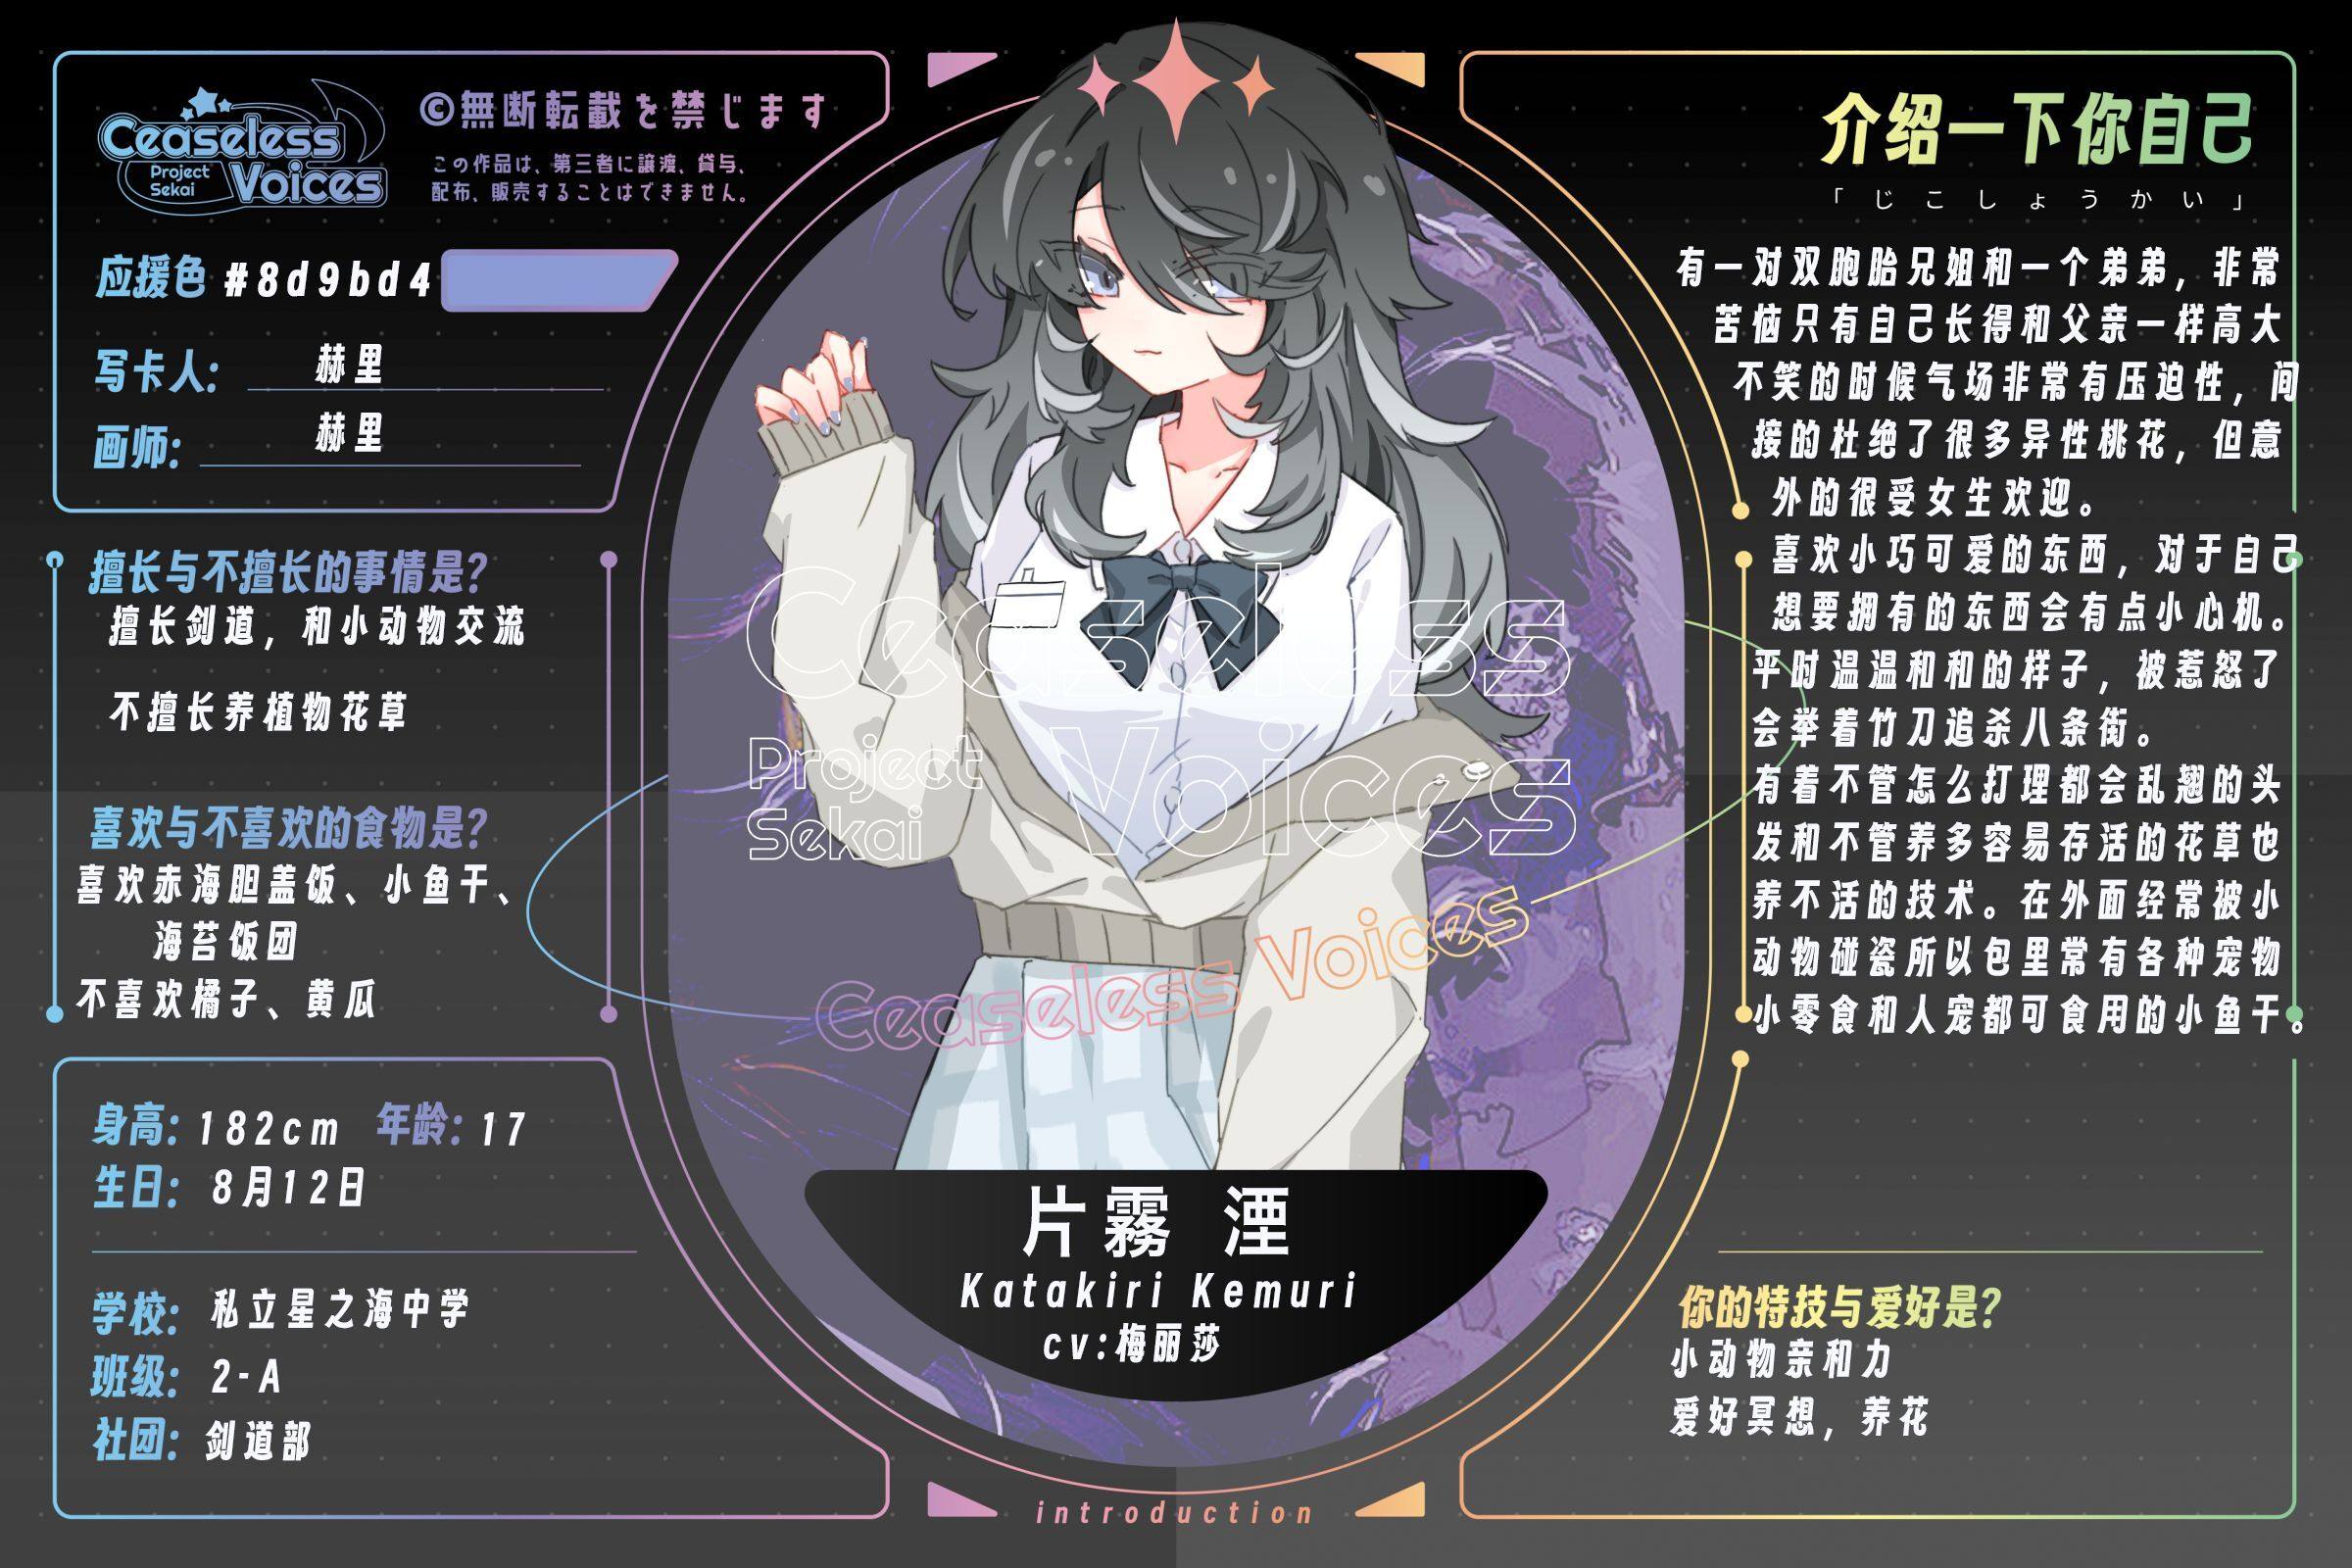 Ceaseless
Project
Sekai
Voices
©無断転載を禁じます
この作品は、第三者に譲渡、貸与、
配布、販売することはできません。
应援色 #8d9bd4
写卡人: 赫里
画师: 赫里
擅长与不擅长的事情是?
擅长剑道，和小动物交流
不擅长养植物花草
喜欢与不喜欢的食物是?
喜欢赤海胆盖饭、小鱼干、
海苔饭团
不喜欢橘子、黄瓜
身高: 182cm 年龄: 17
生日: 8月12日
学校: 私立星之海中学
班级: 2-A
社团: 剑道部
Ceaseless
Project
Sekai
Voices
Ceaseless Voices
片霧 湮
Katakiri Kemuri
cv:梅丽莎
introduction
介绍一下你自己
「じこしょうかい」
有一对双胞胎兄姐和一个弟弟，非常
苦恼只有自己长得和父亲一样高大
不笑的时候气场非常有压迫性，间
接的杜绝了很多异性桃花，但意
外的很受女生欢迎。
喜欢小巧可爱的东西，对于自己
想要拥有的东西会有点小心机。
平时温温和和的样子，被惹怒了
会举着竹刀追杀八条街。
有着不管怎么打理都会乱翘的头
发和不管养多容易存活的花草也
养不活的技术。在外面经常被小
动物碰瓷所以包里常有各种宠物
小零食和人宠都可食用的小鱼干。
你的特技与爱好是?
小动物亲和力
爱好冥想，养花